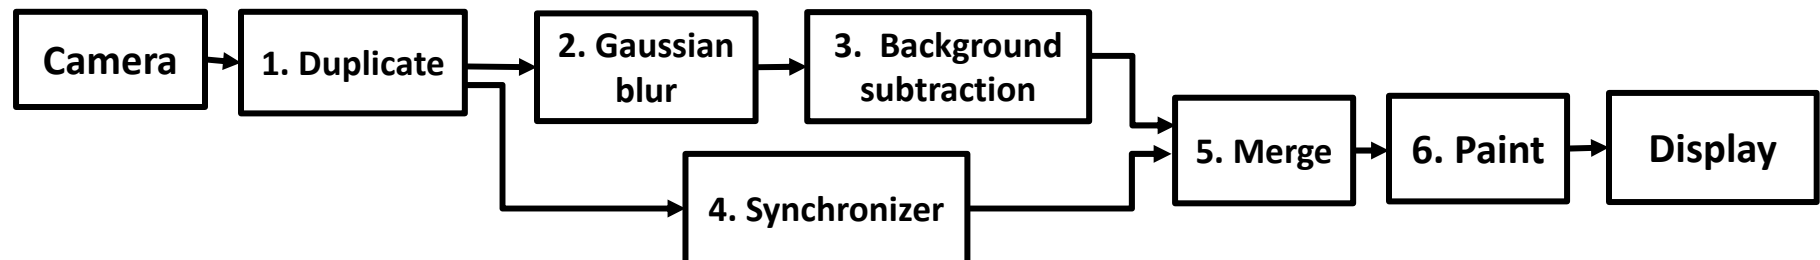 Camera
1. Duplicate
2. Gaussian
blur
3. Background
subtraction
4. Synchronizer
5. Merge
6. Paint
Display